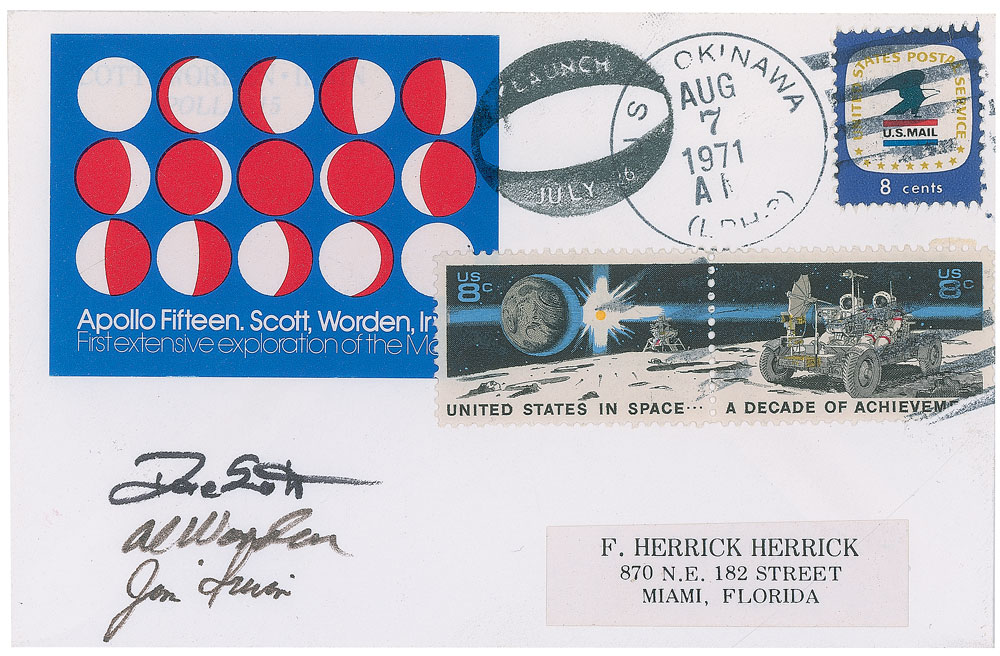 LAUNCH
JULY 26
OKINAWA
AUG
7
1971
UNITED STATES POSTAL SERVICE
U.S. MAIL
8 cents
US
8c
US
8c
UNITED STATES IN SPACE...
A DECADE OF ACHIEVEME
Apollo Fifteen. Scott, Worden, Ir
First extensive exploration of the Mo
Dave Scott
Al Worden
Jim Irwin
F. HERRICK HERRICK
870 N.E. 182 STREET
MIAMI, FLORIDA